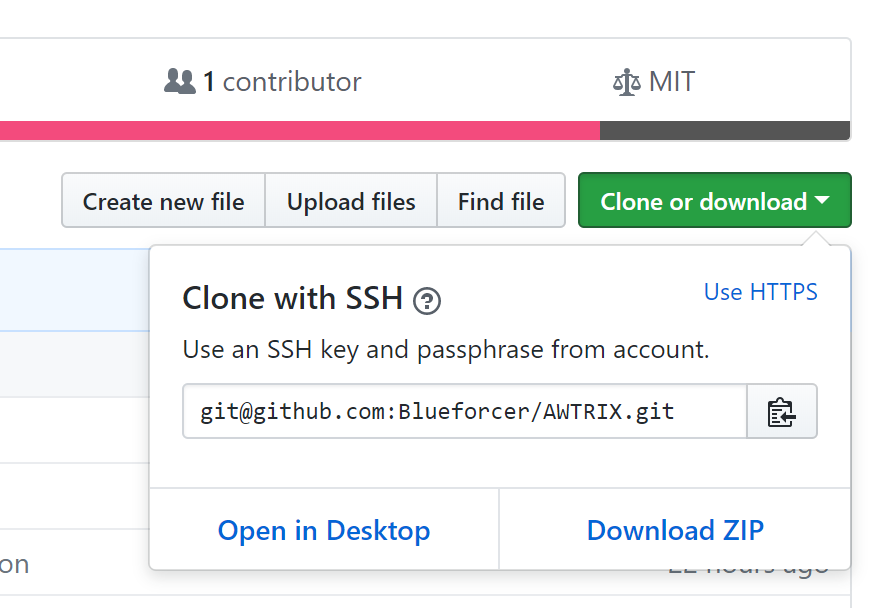 1 contributor
MIT
Create new file
Upload files
Find file
Clone or download
Clone with SSH
Use HTTPS
Use an SSH key and passphrase from account.
git@github.com:Blueforcer/AWTRIX.git
Open in Desktop
Download ZIP
on
22 hours ago